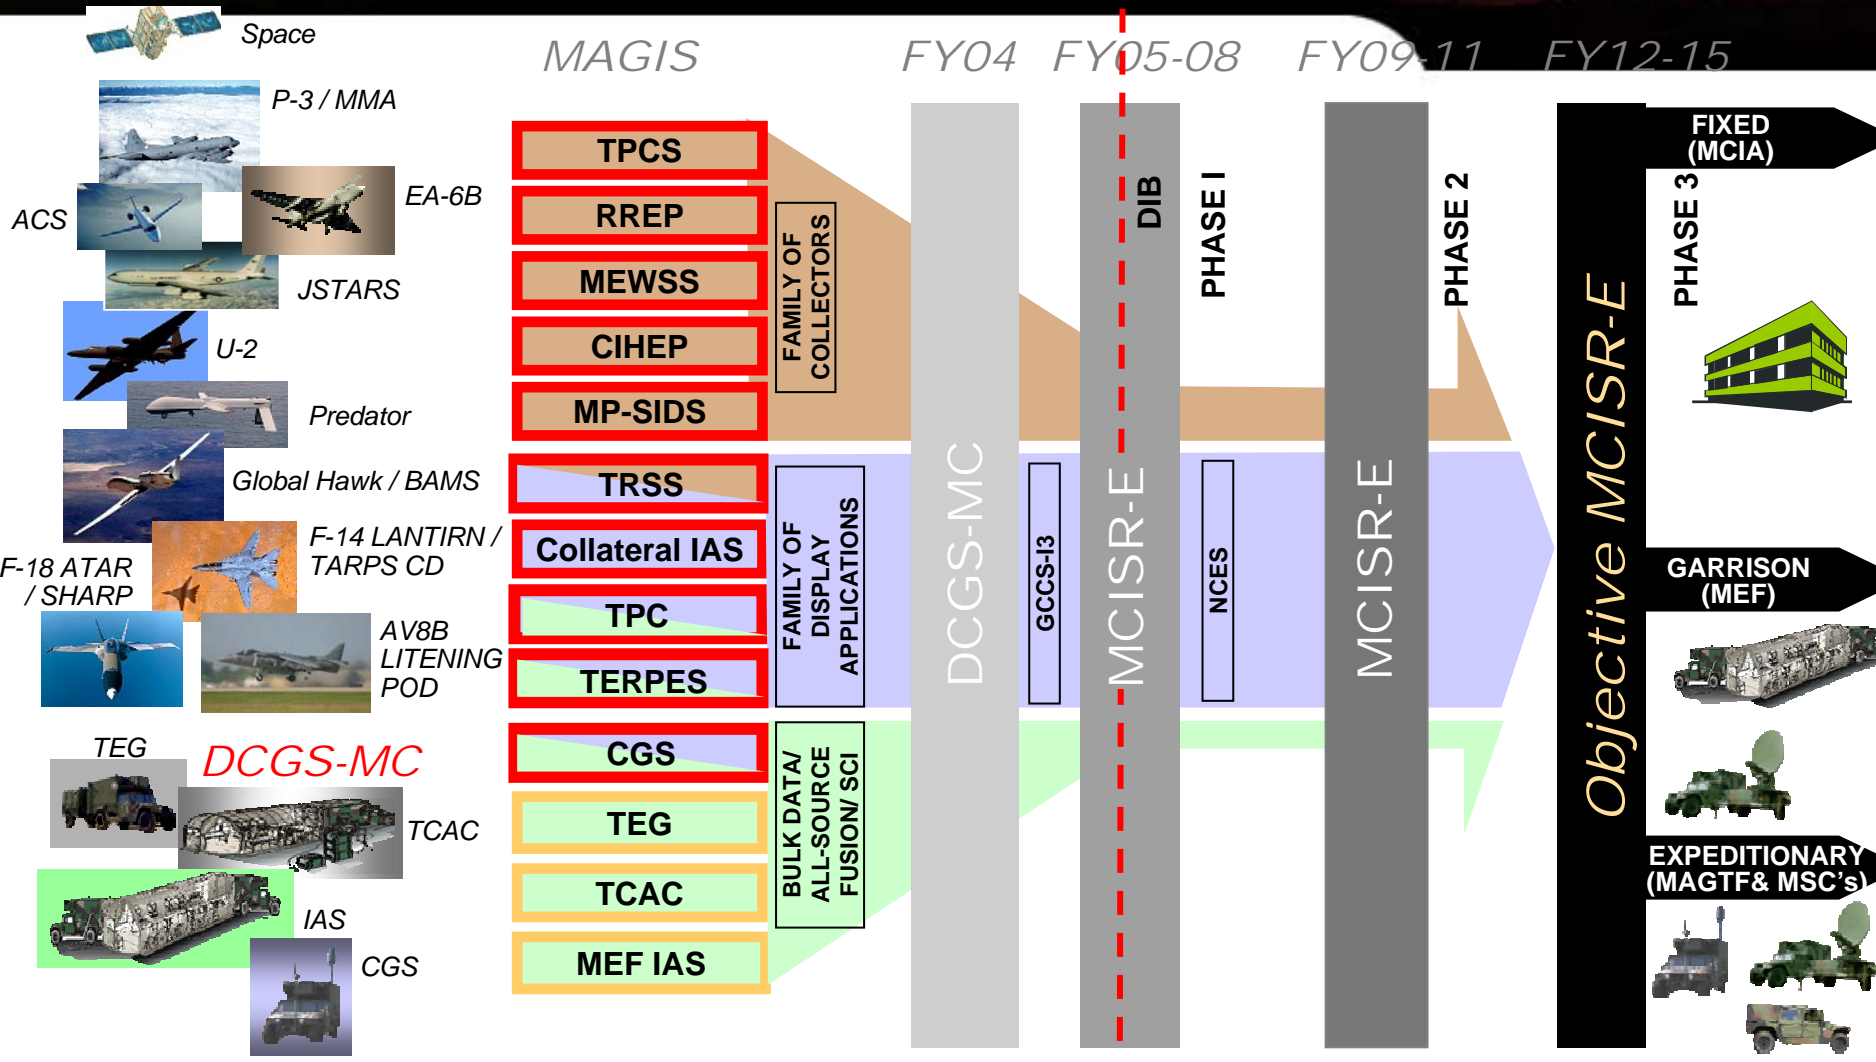 Space
MAGIS
FY04
FY05-08
FY09-11
FY12-15
P-3 / MMA
EA-6B
ACS
JSTARS
U-2
Predator
Global Hawk / BAMS
F-14 LANTIRN /
TARPS CD
F-18 ATAR
/ SHARP
AV8B
LITENING
POD
TEG
DCGS-MC
TCAC
IAS
CGS
TPCS
RREP
MEWSS
CIHEP
MP-SIDS
TRSS
Collateral IAS
TPC
TERPES
CGS
TEG
TCAC
MEF IAS
FAMILY OF
COLLECTORS
FAMILY OF
DISPLAY
APPLICATIONS
BULK DATA/
ALL-SOURCE
FUSION/ SCI
DCGS-MC
GCCS-I3
MCISR-E
DIB
PHASE I
NCES
MCISR-E
PHASE 2
Objective MCISR-E
PHASE 3
FIXED
(MCIA)
GARRISON
(MEF)
EXPEDITIONARY
(MAGTF& MSC's)